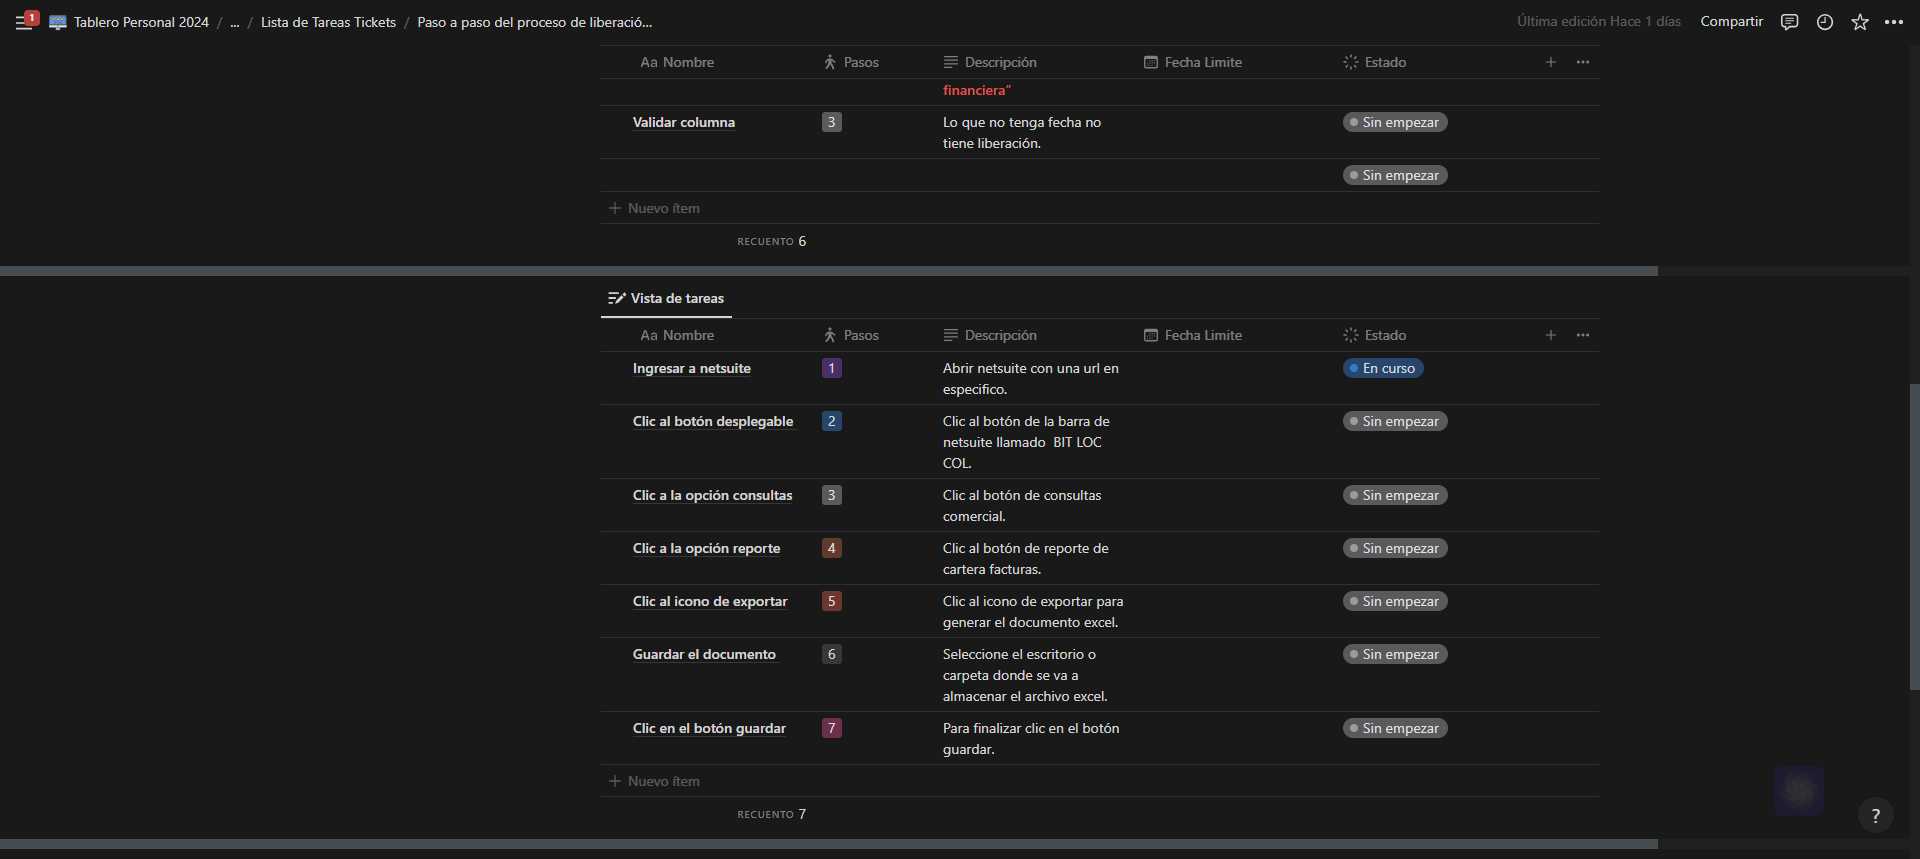 1 Tablero Personal 2024 / ... / Lista de Tareas Tickets / Paso a paso del proceso de liberació... Última edición Hace 1 días Compartir
Aa Nombre Pasos Descripción Fecha Limite Estado
financiera"
Validar columna 3 Lo que no tenga fecha no Sin empezar
tiene liberación.
Sin empezar
+ Nuevo ítem
RECUENTO 6
Vista de tareas
Aa Nombre Pasos Descripción Fecha Limite Estado
Ingresar a netsuite 1 Abrir netsuite con una url en En curso
especifico.
Clic al botón desplegable 2 Clic al botón de la barra de Sin empezar
netsuite llamado BIT LOC
COL.
Clic a la opción consultas 3 Clic al botón de consultas Sin empezar
comercial.
Clic a la opción reporte 4 Clic al botón de reporte de Sin empezar
cartera facturas.
Clic al icono de exportar 5 Clic al icono de exportar para Sin empezar
generar el documento excel.
Guardar el documento 6 Seleccione el escritorio o Sin empezar
carpeta donde se va a
almacenar el archivo excel.
Clic en el botón guardar 7 Para finalizar clic en el botón Sin empezar
guardar.
+ Nuevo ítem
RECUENTO 7
?